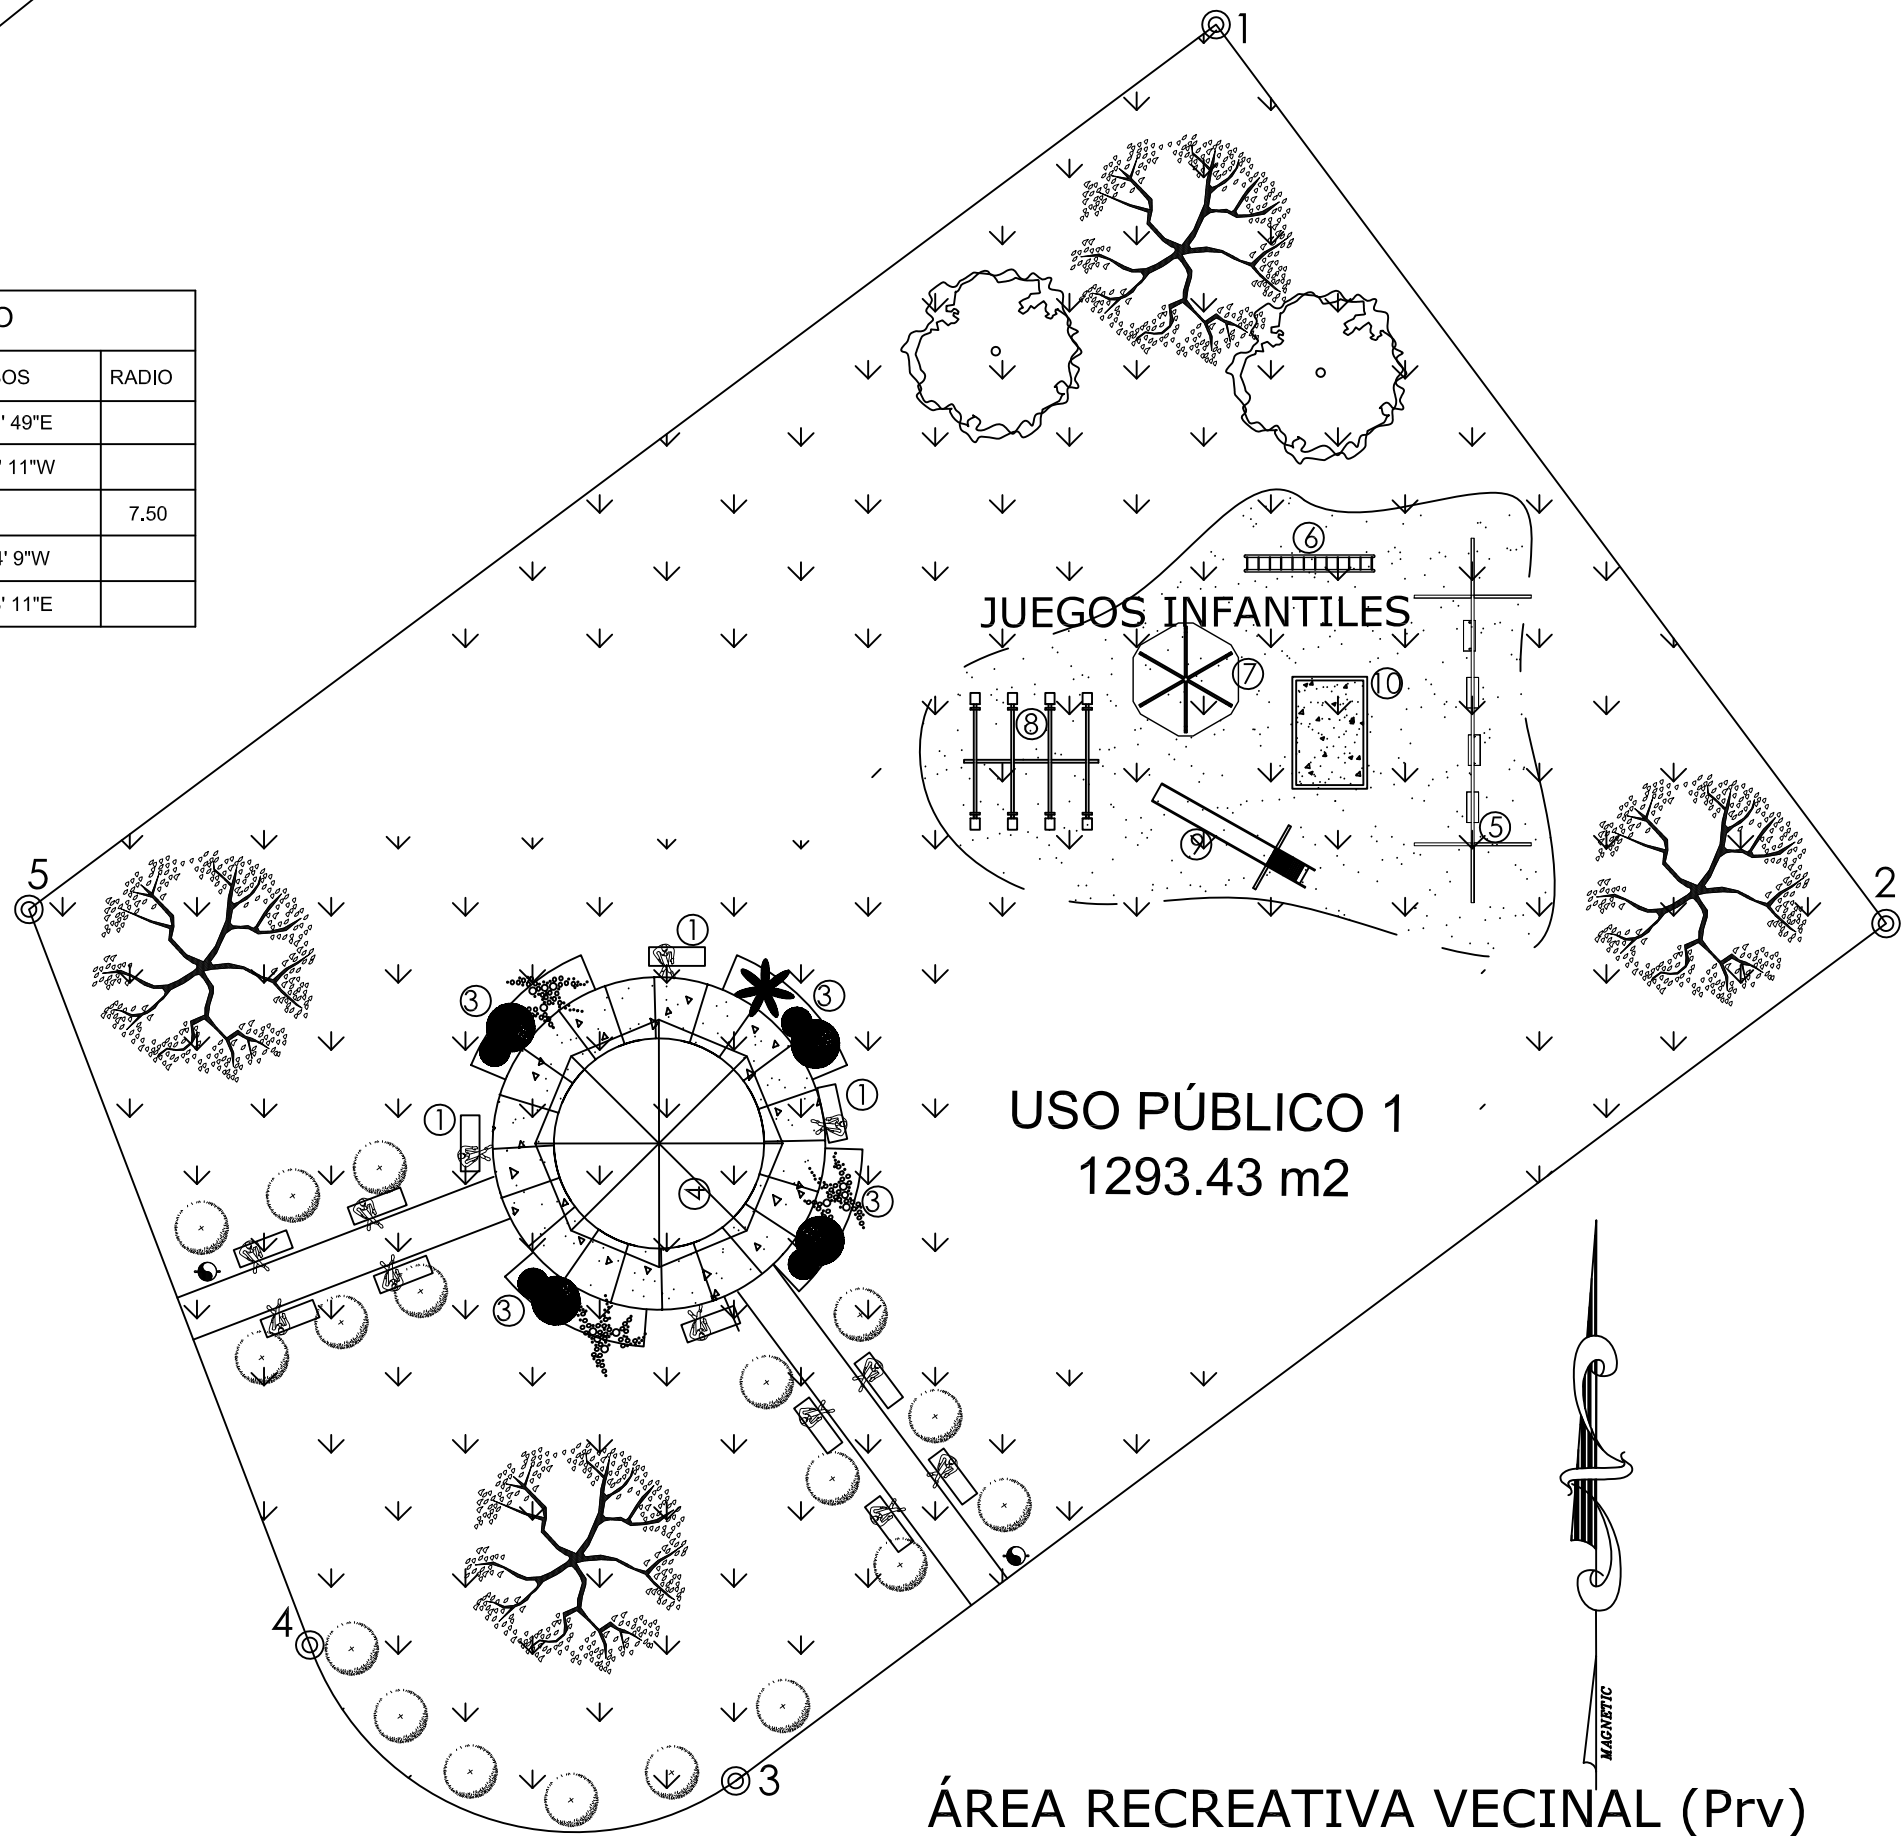 1
O
OS RADIO
' 49"E
' 11"W
7.50
' 9"W
' 11"E
6
JUEGOS INFANTILES
7
10
8
5
9
5
2
1
3
3
1
1
USO PÚBLICO 1
1293.43 m2
4
3
3
4
MAGNETIC
3
ÁREA RECREATIVA VECINAL (Prv)